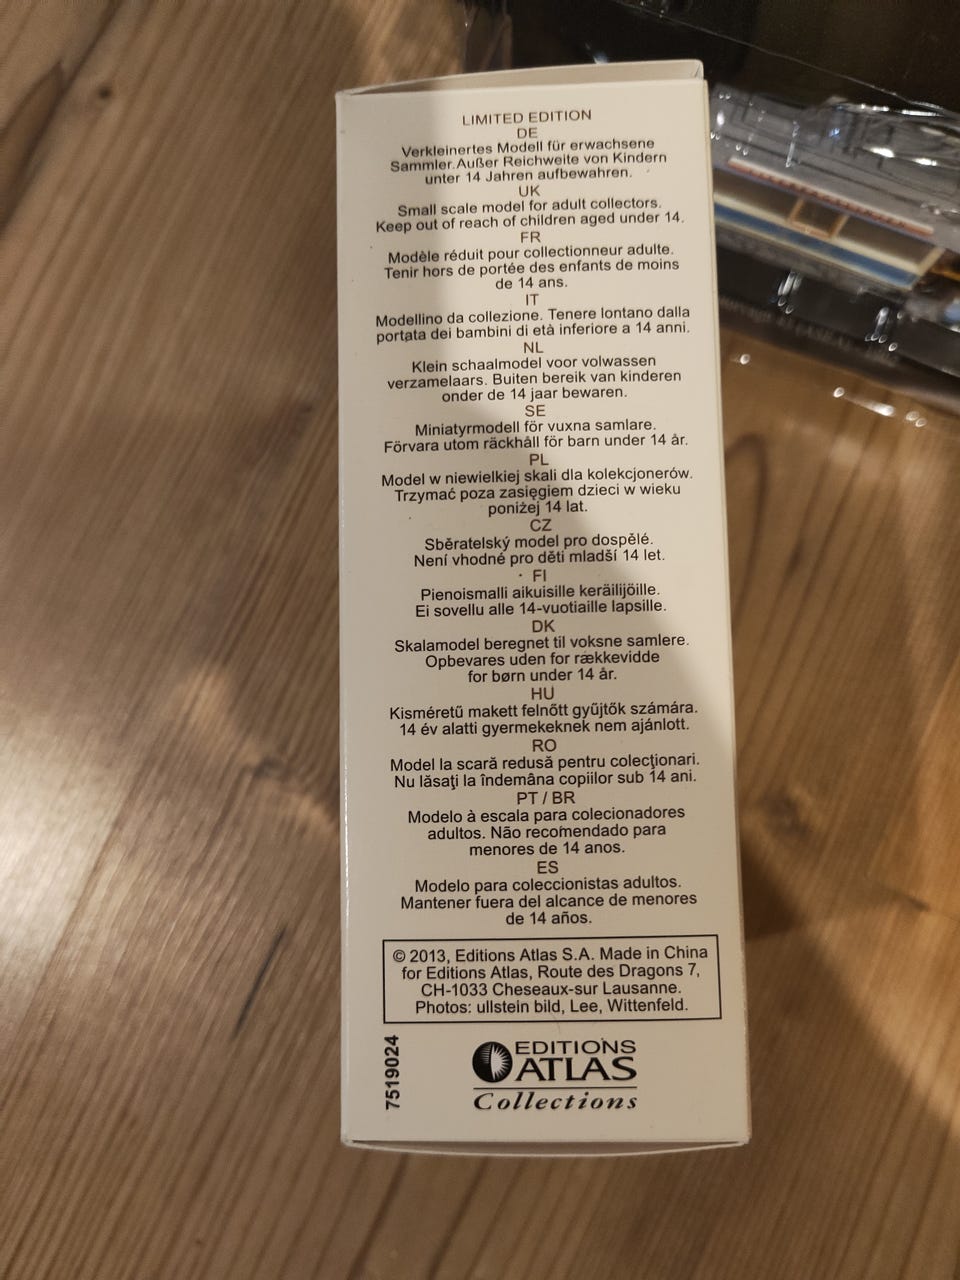 LIMITED EDITION
DE
Verkleinertes Modell für erwachsene
Sammler.Außer Reichweite von Kindern
unter 14 Jahren aufbewahren.
UK
Small scale model for adult collectors.
Keep out of reach of children aged under 14.
FR
Modèle réduit pour collectionneur adulte.
Tenir hors de portée des enfants de moins
de 14 ans.
IT
Modellino da collezione. Tenere lontano dalla
portata dei bambini di età inferiore a 14 anni.
NL
Klein schaalmodel voor volwassen
verzamelaars. Buiten bereik van kinderen
onder de 14 jaar bewaren.
SE
Miniatyrmodell för vuxna samlare.
Förvara utom räckhåll för barn under 14 år.
PL
Model w niewielkiej skali dla kolekcjonerów.
Trzymać poza zasięgiem dzieci w wieku
poniżej 14 lat.
CZ
Sběratelský model pro dospělé.
Není vhodné pro děti mladší 14 let.
FI
Pienoismalli aikuisille keräilijöille.
Ei sovellu alle 14-vuotiaille lapsille.
DK
Skalamodel beregnet til voksne samlere.
Opbevares uden for rækkevidde
for børn under 14 år.
HU
Kisméretű makett felnőtt gyűjtők számára.
14 év alatti gyermekeknek nem ajánlott.
RO
Model la scară redusă pentru colecţionari.
Nu lăsaţi la îndemâna copiilor sub 14 ani.
PT / BR
Modelo à escala para colecionadores
adultos. Não recomendado para
menores de 14 anos.
ES
Modelo para coleccionistas adultos.
Mantener fuera del alcance de menores
de 14 años.
© 2013, Editions Atlas S.A. Made in China
for Editions Atlas, Route des Dragons 7,
CH-1033 Cheseaux-sur Lausanne.
Photos: ullstein bild, Lee, Wittenfeld.
7519024
EDITIONS
ATLAS
Collections